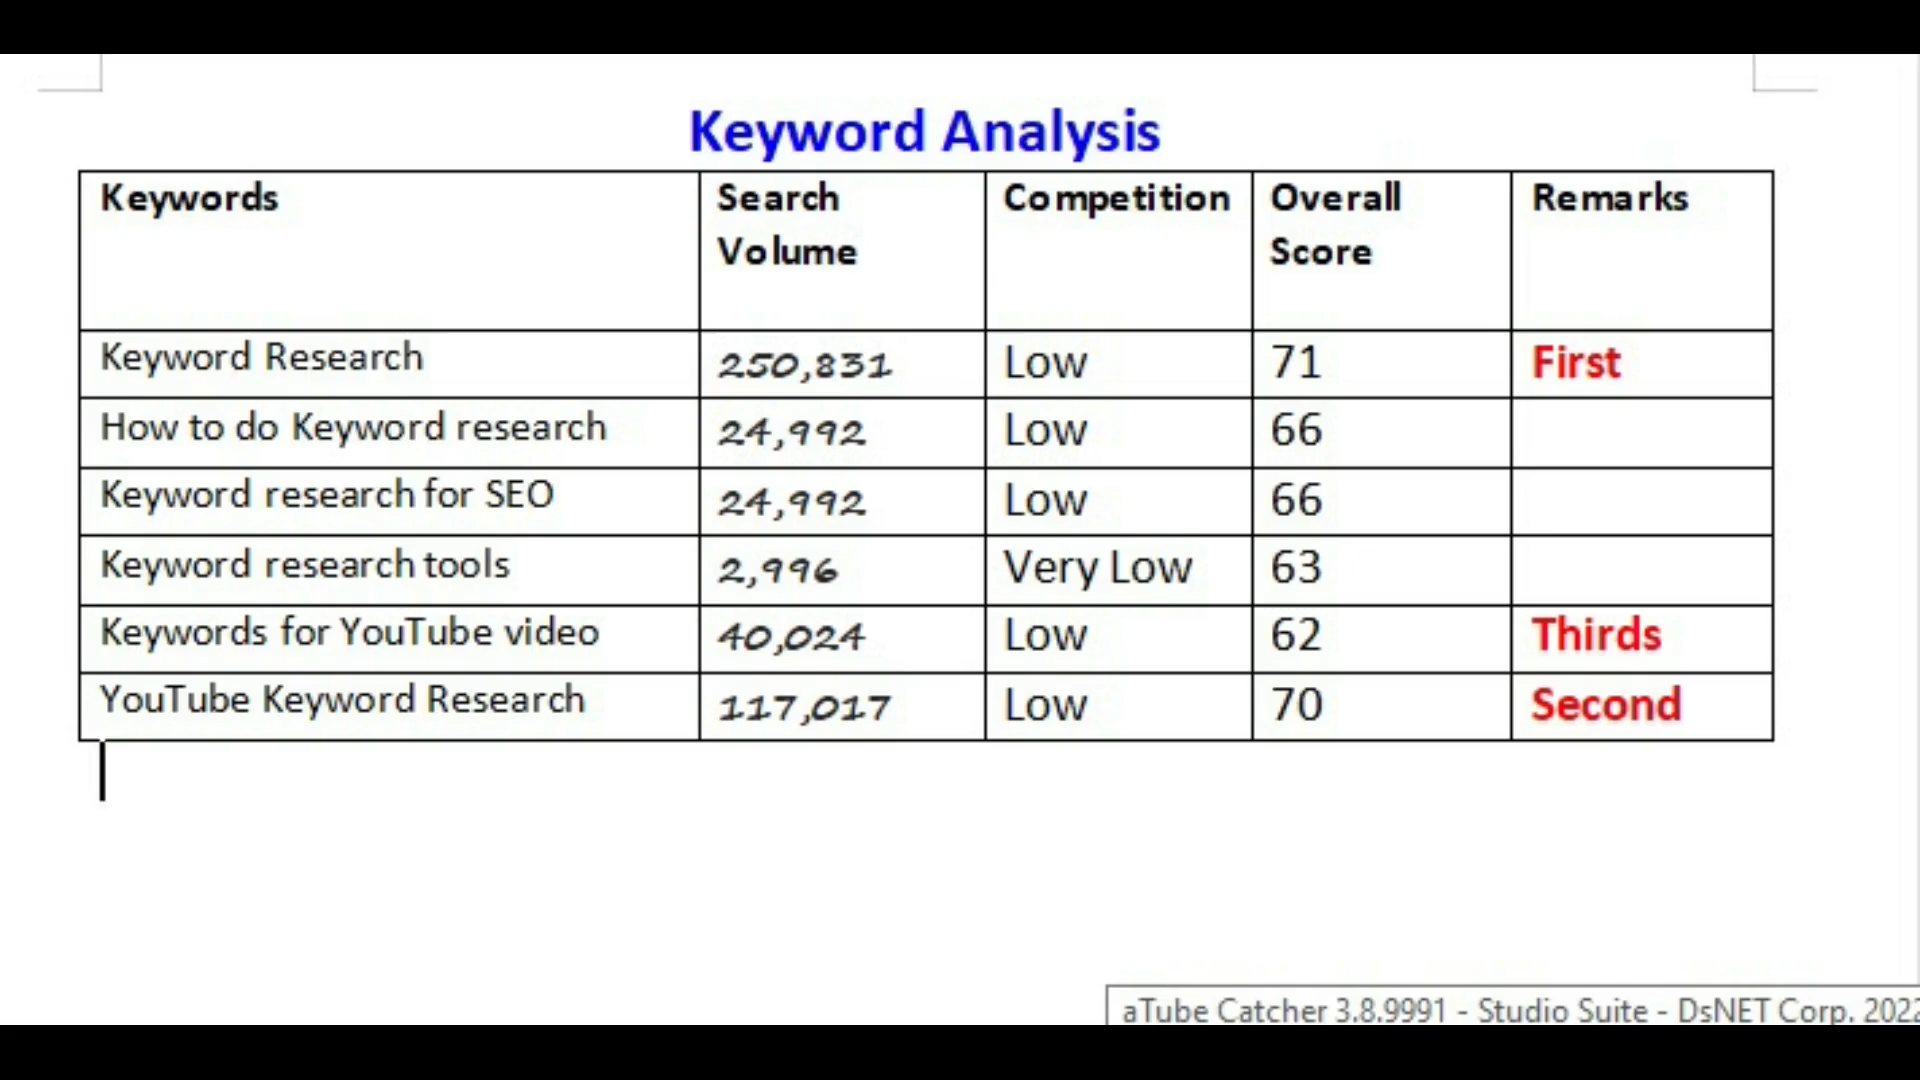 Keyword Analysis
Keywords Search Volume Competition Overall Score Remarks
Keyword Research 250,831 Low 71 First
How to do Keyword research 24,992 Low 66
Keyword research for SEO 24,992 Low 66
Keyword research tools 2,996 Very Low 63
Keywords for YouTube video 40,024 Low 62 Thirds
YouTube Keyword Research 117,017 Low 70 Second
aTube Catcher 3.8.9991 - Studio Suite - DsNET Corp. 2022